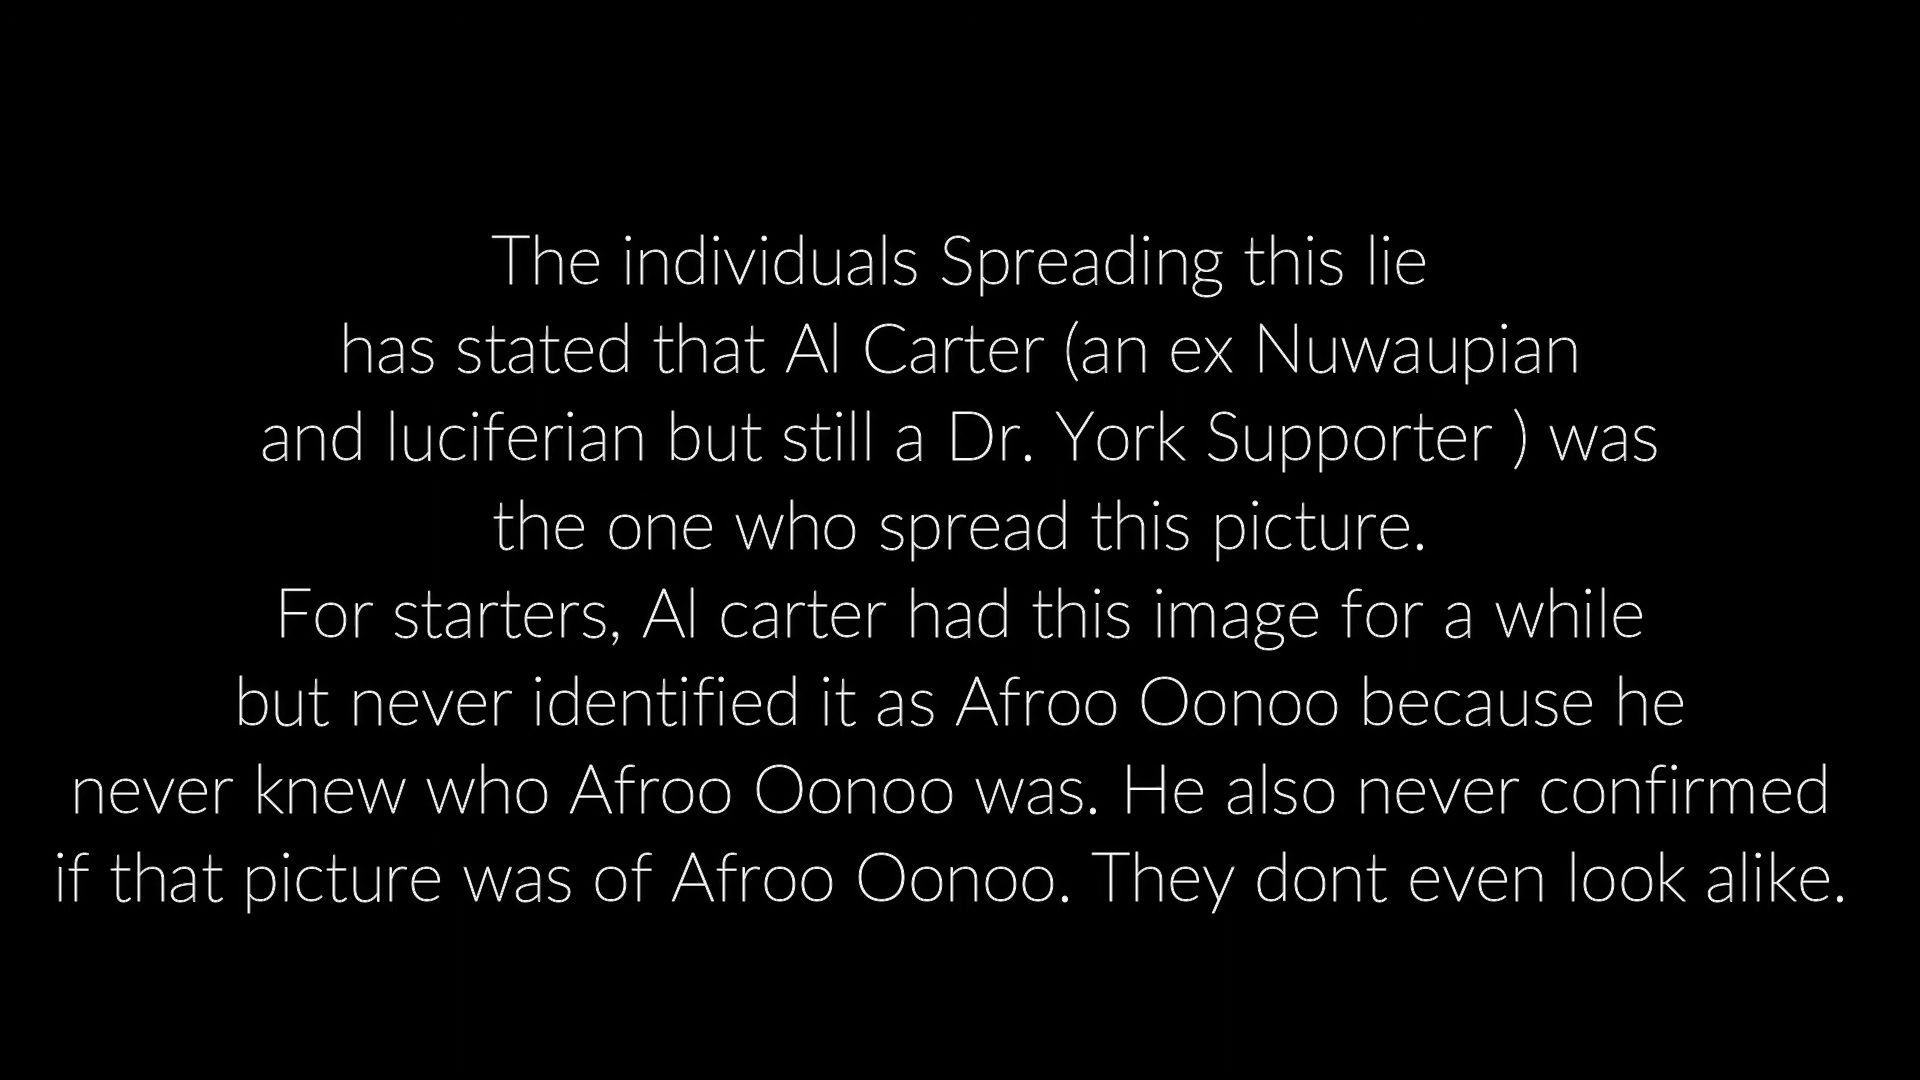 The individuals Spreading this lie
has stated that Al Carter (an ex Nuwaupian
and luciferian but still a Dr. York Supporter ) was
the one who spread this picture.
For starters, Al carter had this image for a while
but never identified it as Afroo Oonoo because he
never knew who Afroo Oonoo was. He also never confirmed
if that picture was of Afroo Oonoo. They dont even look alike.